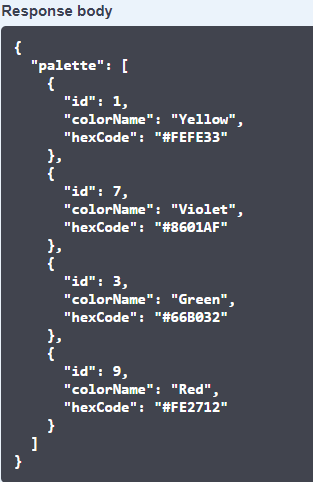 Response body
{
  "palette": [
    {
      "id": 1,
      "colorName": "Yellow",
      "hexCode": "#FEFE33"
    },
    {
      "id": 7,
      "colorName": "Violet",
      "hexCode": "#8601AF"
    },
    {
      "id": 3,
      "colorName": "Green",
      "hexCode": "#66B032"
    },
    {
      "id": 9,
      "colorName": "Red",
      "hexCode": "#FE2712"
    }
  ]
}